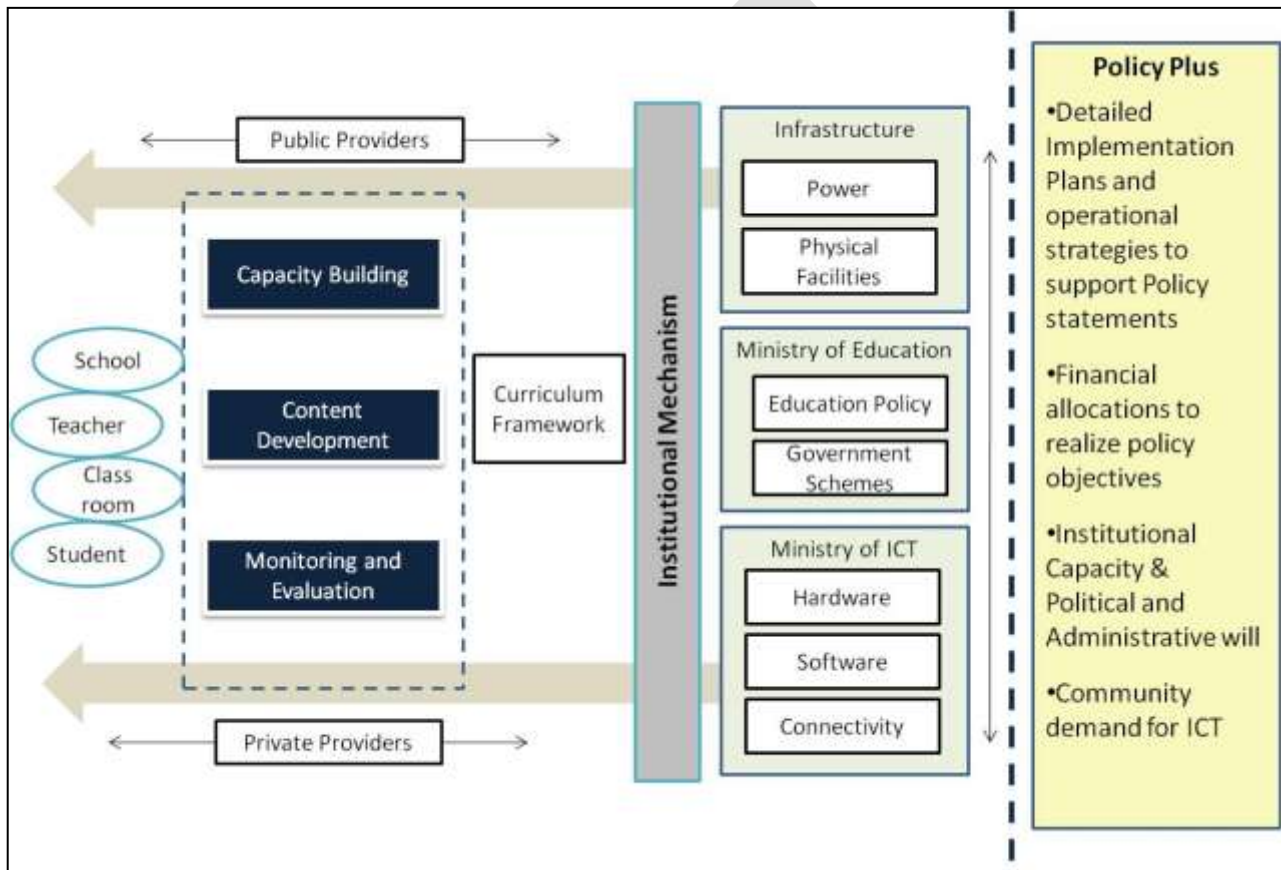 Public Providers
Capacity Building
Content
Development
Monitoring and
Evaluation
School
Teacher
Class
room
Student
Curriculum
Framework
Private Providers
Institutional Mechanism
Infrastructure
Power
Physical
Facilities
Ministry of Education
Education Policy
Government
Schemes
Ministry of ICT
Hardware
Software
Connectivity
Policy Plus
•Detailed
Implementation
Plans and
operational
strategies to
support Policy
statements
•Financial
allocations to
realize policy
objectives
•Institutional
Capacity &
Political and
Administrative will
•Community
demand for ICT